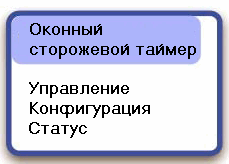 Оконный
сторожевой таймер
Управление
Конфигурация
Статус